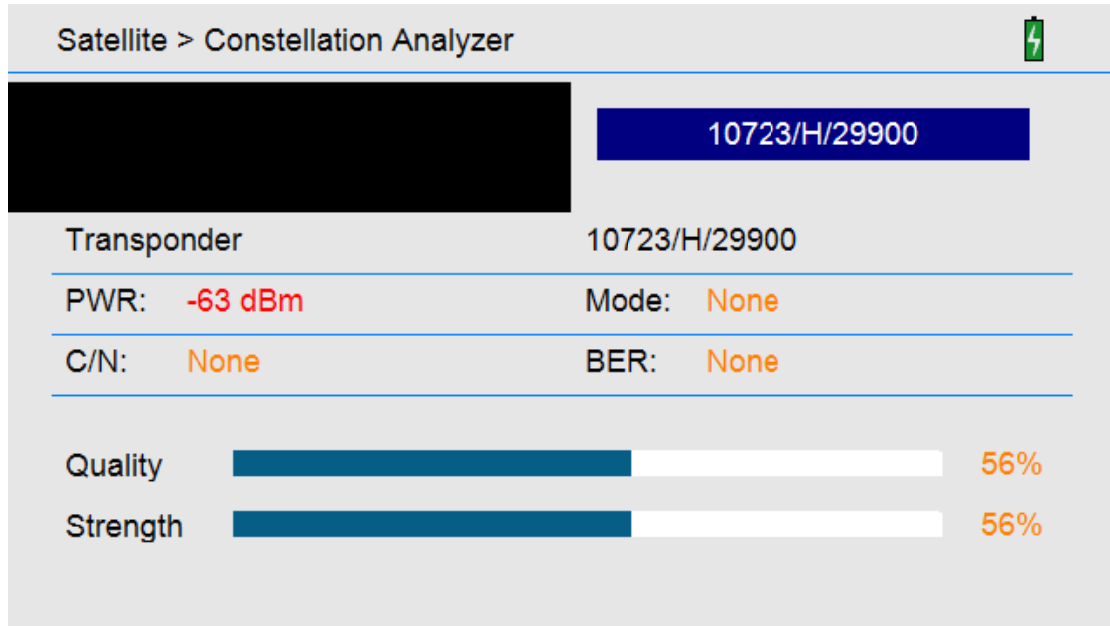 Satellite > Constellation Analyzer
10723/H/29900
Transponder 10723/H/29900
PWR: -63 dBm Mode: None
C/N: None BER: None
Quality 56%
Strength 56%